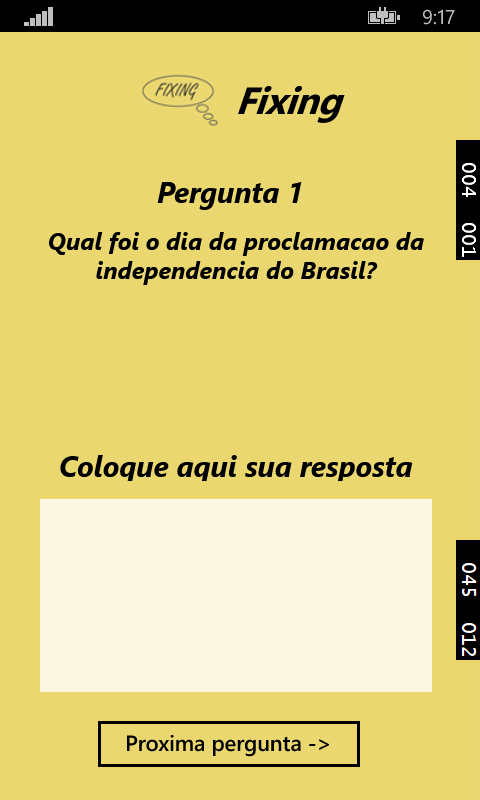 9:17
FIXING
Fixing
004
001
Pergunta 1
Qual foi o dia da proclamacao da
independencia do Brasil?
Coloque aqui sua resposta
045
012
Proxima pergunta ->